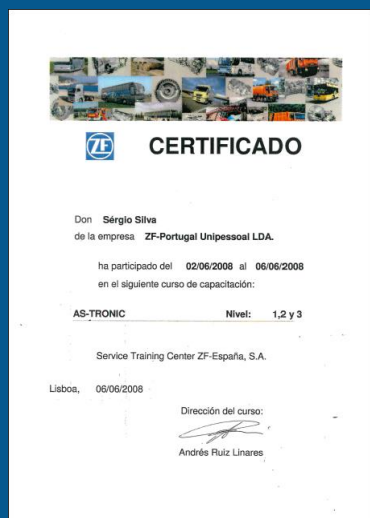 ZF
CERTIFICADO
Don Sérgio Silva
de la empresa ZF-Portugal Unipessoal LDA.
ha participado del 02/06/2008 al 06/06/2008
en el siguiente curso de capacitación:
AS-TRONIC Nivel: 1,2 y 3
Service Training Center ZF-España, S.A.
Lisboa, 06/06/2008
Dirección del curso:
Andrés Ruiz Linares